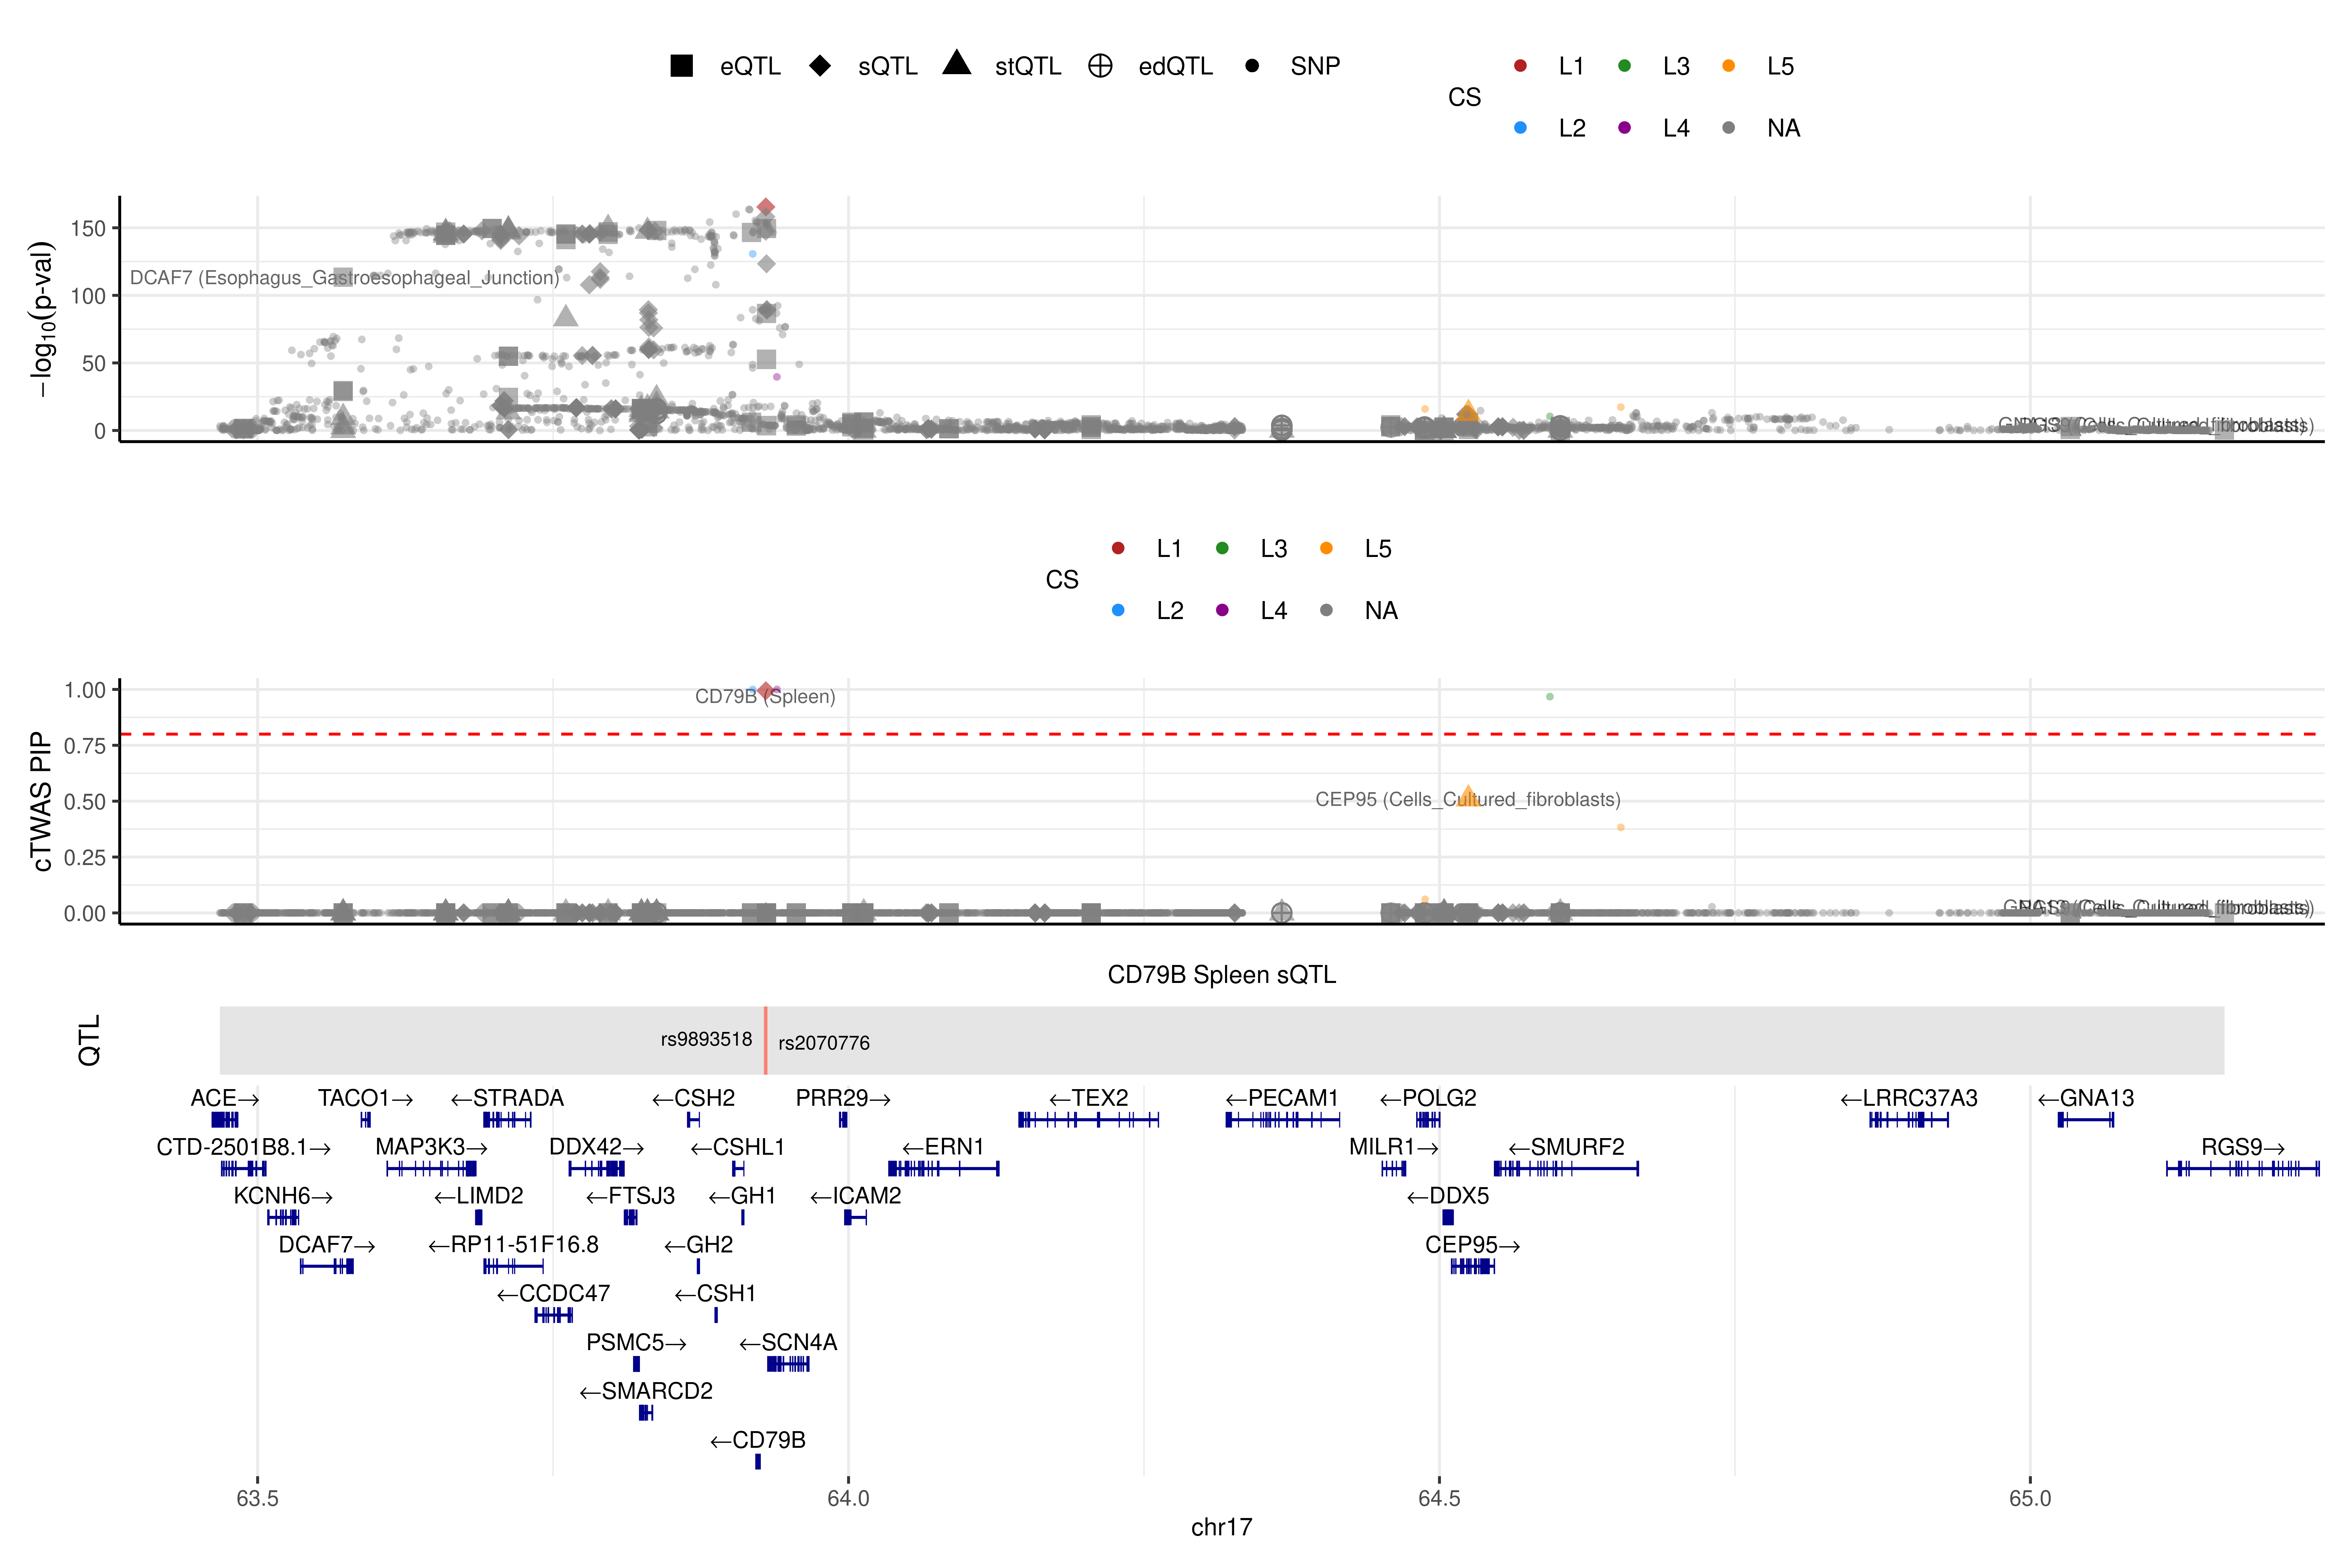 eQTL sQTL stQTL edQTL SNP
CS
L1 L3 L5
L2 L4 NA
−log10(p-val)
150
100
50
0
DCAF7 (Esophagus_Gastroesophageal_Junction)
CS
L1 L3 L5
L2 L4 NA
cTWAS PIP
1.00
0.75
0.50
0.25
0.00
CD79B (Spleen)
CEP95 (Cells_Cultured_fibroblasts)
CD79B Spleen sQTL
QTL
rs9893518
rs2070776
ACE→ TACO1→ ←STRADA ←CSH2 PRR29→ ←TEX2 ←PECAM1 ←POLG2 ←LRRC37A3 ←GNA13
CTD-2501B8.1→ MAP3K3→ DDX42→ ←CSHL1 ←ERN1 MILR1→ ←SMURF2 RGS9→
KCNH6→ ←LIMD2 ←FTSJ3 ←GH1 ←ICAM2 ←DDX5
DCAF7→ ←RP11-51F16.8 ←GH2 CEP95→
←CCDC47 ←CSH1
PSMC5→ ←SCN4A
←SMARCD2
←CD79B
63.5 64.0 64.5 65.0
chr17